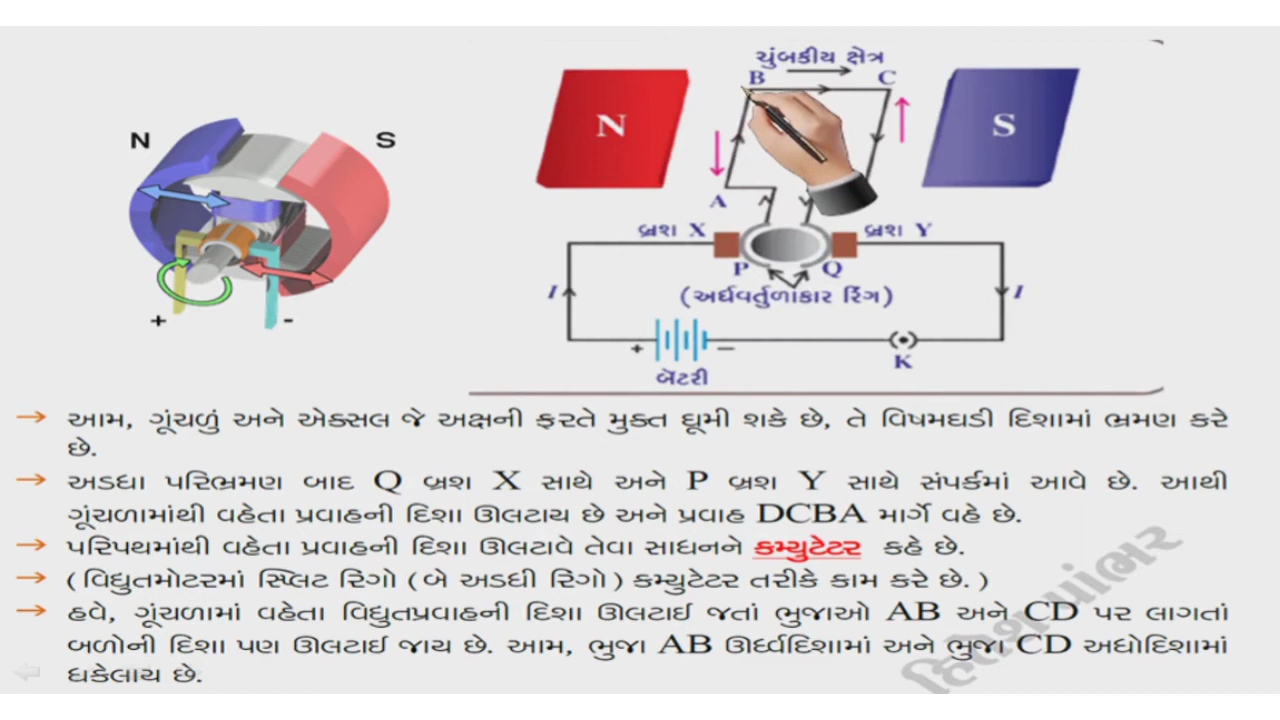 ચુંબકીય ક્ષેત્ર
B C
N S
N S
A
બ્રશ X બ્રશ Y
P Q
I (અર્ધવર્તુળાકાર રિંગ) I
+ -
+ −
K
બૅટરી
→ આમ, ગૂંચળું અને એક્સલ જે અક્ષની ફરતે મુક્ત ઘૂમી શકે છે, તે વિષમઘડી દિશામાં ભ્રમણ કરે
છે.
→ અડધા પરિભ્રમણ બાદ Q બ્રશ X સાથે અને P બ્રશ Y સાથે સંપર્કમાં આવે છે. આથી
ગૂંચળામાંથી વહેતા પ્રવાહની દિશા ઊલટાય છે અને પ્રવાહ DCBA માર્ગે વહે છે.
→ પરિપથમાંથી વહેતા પ્રવાહની દિશા ઊલટાવે તેવા સાધનને કમ્યુટેટર કહે છે.
→ ( વિદ્યુતમોટરમાં સ્પ્લિટ રિંગો ( બે અડધી રિંગો ) કમ્યુટેટર તરીકે કામ કરે છે. )
→ હવે, ગૂંચળામાં વહેતા વિદ્યુતપ્રવાહની દિશા ઊલટાઈ જતાં ભુજાઓ AB અને CD પર લાગતાં
બળોની દિશા પણ ઊલટાઈ જાય છે. આમ, ભુજા AB ઊર્ધ્વદિશામાં અને ભુજા CD અધોદિશામાં
ધકેલાય છે.
હિતેશ પાંભર